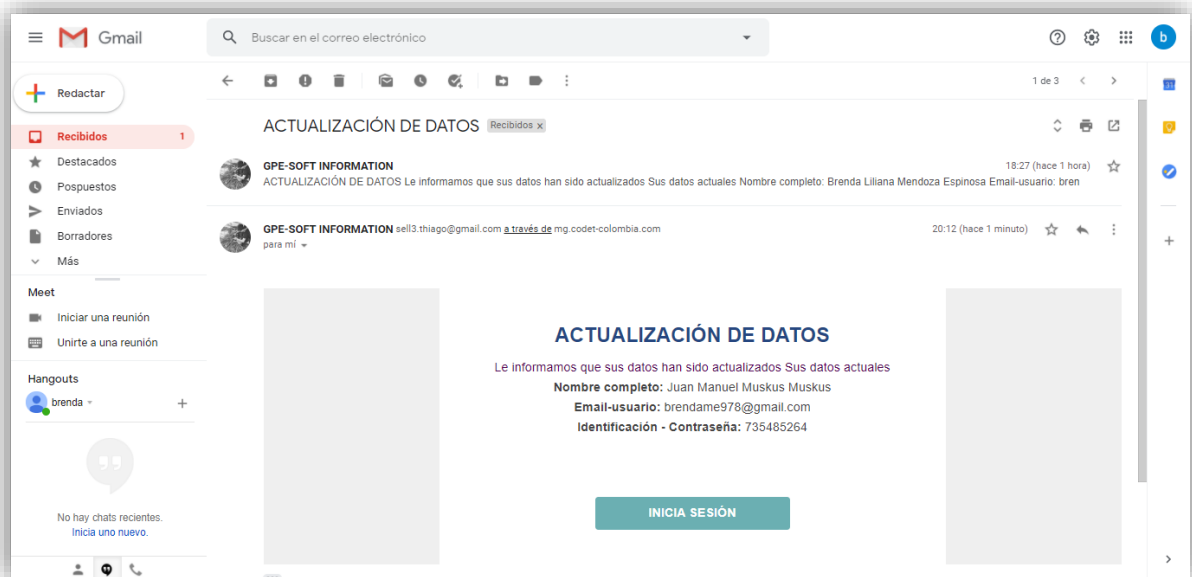 Gmail
Buscar en el correo electrónico
b
Redactar
1 de 3
31
Recibidos 1
Destacados
Pospuestos
Enviados
Borradores
Más
Meet
Iniciar una reunión
Unirte a una reunión
Hangouts
brenda
No hay chats recientes.
Inicia uno nuevo.
ACTUALIZACIÓN DE DATOS Recibidos x
GPE-SOFT INFORMATION 18:27 (hace 1 hora)
ACTUALIZACIÓN DE DATOS Le informamos que sus datos han sido actualizados Sus datos actuales Nombre completo: Brenda Liliana Mendoza Espinosa Email-usuario: bren
GPE-SOFT INFORMATION sell3.thiago@gmail.com a través de mg.codet-colombia.com 20:12 (hace 1 minuto)
para mí
ACTUALIZACIÓN DE DATOS
Le informamos que sus datos han sido actualizados Sus datos actuales
Nombre completo: Juan Manuel Muskus Muskus
Email-usuario: brendame978@gmail.com
Identificación - Contraseña: 735485264
INICIA SESIÓN